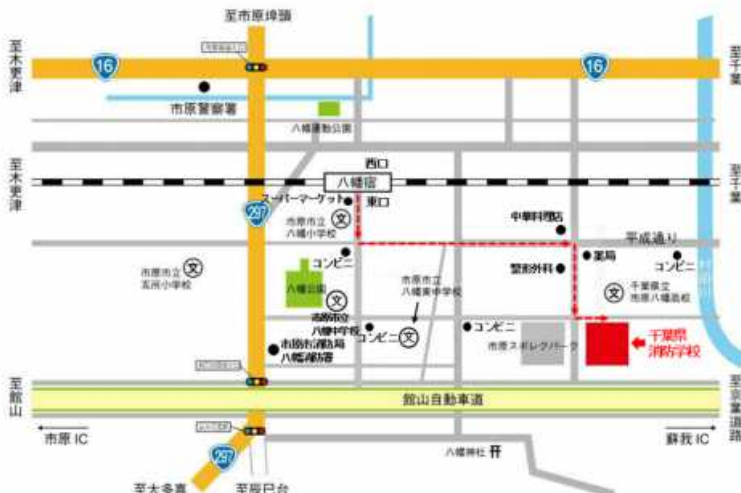 至市原埠頭
至木更津
16
16
至千葉
市原警察署
八幡運動公園
西口
八幡宿
至木更津
至千葉
スーパーマーケット
東口
297
市原市立
八幡小学校
文
中華料理店
平成通り
コンビニ
薬局
コンビニ
市原市立
五所小学校
文
整形外科
市原市立
八幡東中学校
千葉県立
市原八幡高校
文
八幡公園
文
市原市立
八幡中学校
コンビニ
文
コンビニ
市原市消防局
八幡消防署
市原スポレクパーク
千葉県
消防学校
至館山
館山自動車道
至京葉道路
市原 IC
蘇我 IC
八幡神社
297
至大多喜
至辰巳台